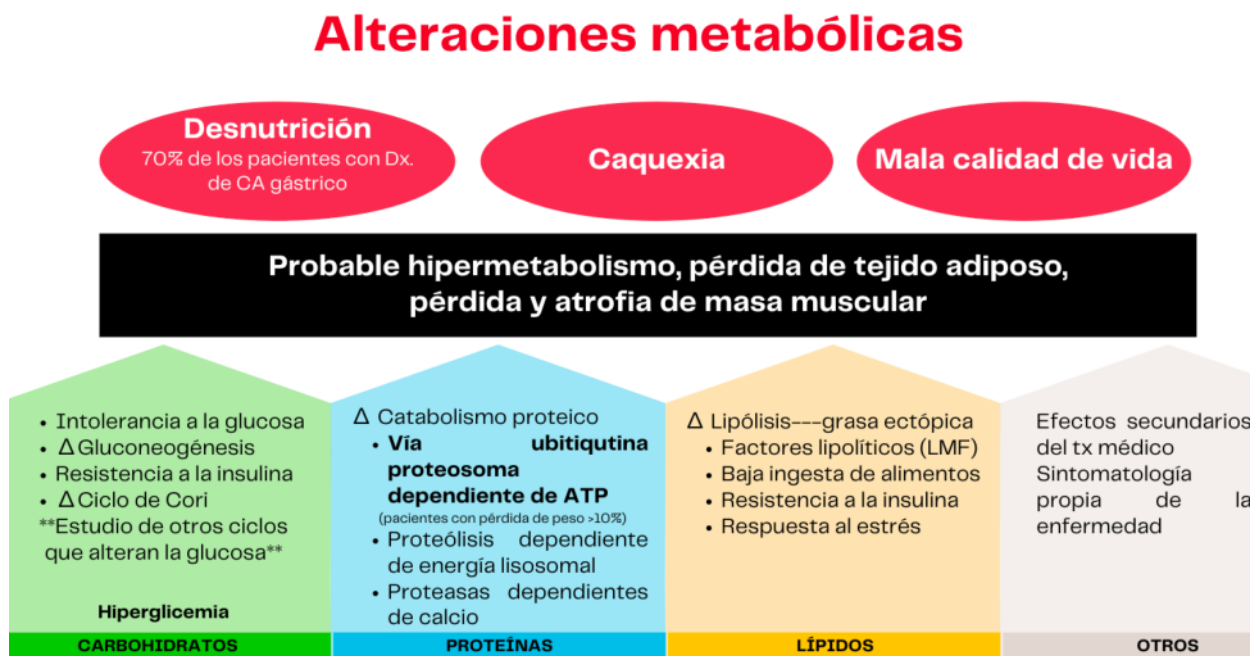 Alteraciones metabólicas
Desnutrición
70% de los pacientes con Dx.
de CA gástrico
Caquexia
Mala calidad de vida
Probable hipermetabolismo, pérdida de tejido adiposo,
pérdida y atrofia de masa muscular
• Intolerancia a la glucosa
• Δ Gluconeogénesis
• Resistencia a la insulina
• Δ Ciclo de Cori
**Estudio de otros ciclos
que alteran la glucosa**
Hiperglicemia
CARBOHIDRATOS
Δ Catabolismo proteico
• Vía ubitiqutina
proteosoma
dependiente de ATP
(pacientes con pérdida de peso >10%)
• Proteólisis dependiente
de energía lisosomal
• Proteasas dependientes
de calcio
PROTEÍNAS
Δ Lipólisis---grasa ectópica
• Factores lipolíticos (LMF)
• Baja ingesta de alimentos
• Resistencia a la insulina
• Respuesta al estrés
LÍPIDOS
Efectos secundarios
del tx médico
Sintomatología
propia de la
enfermedad
OTROS